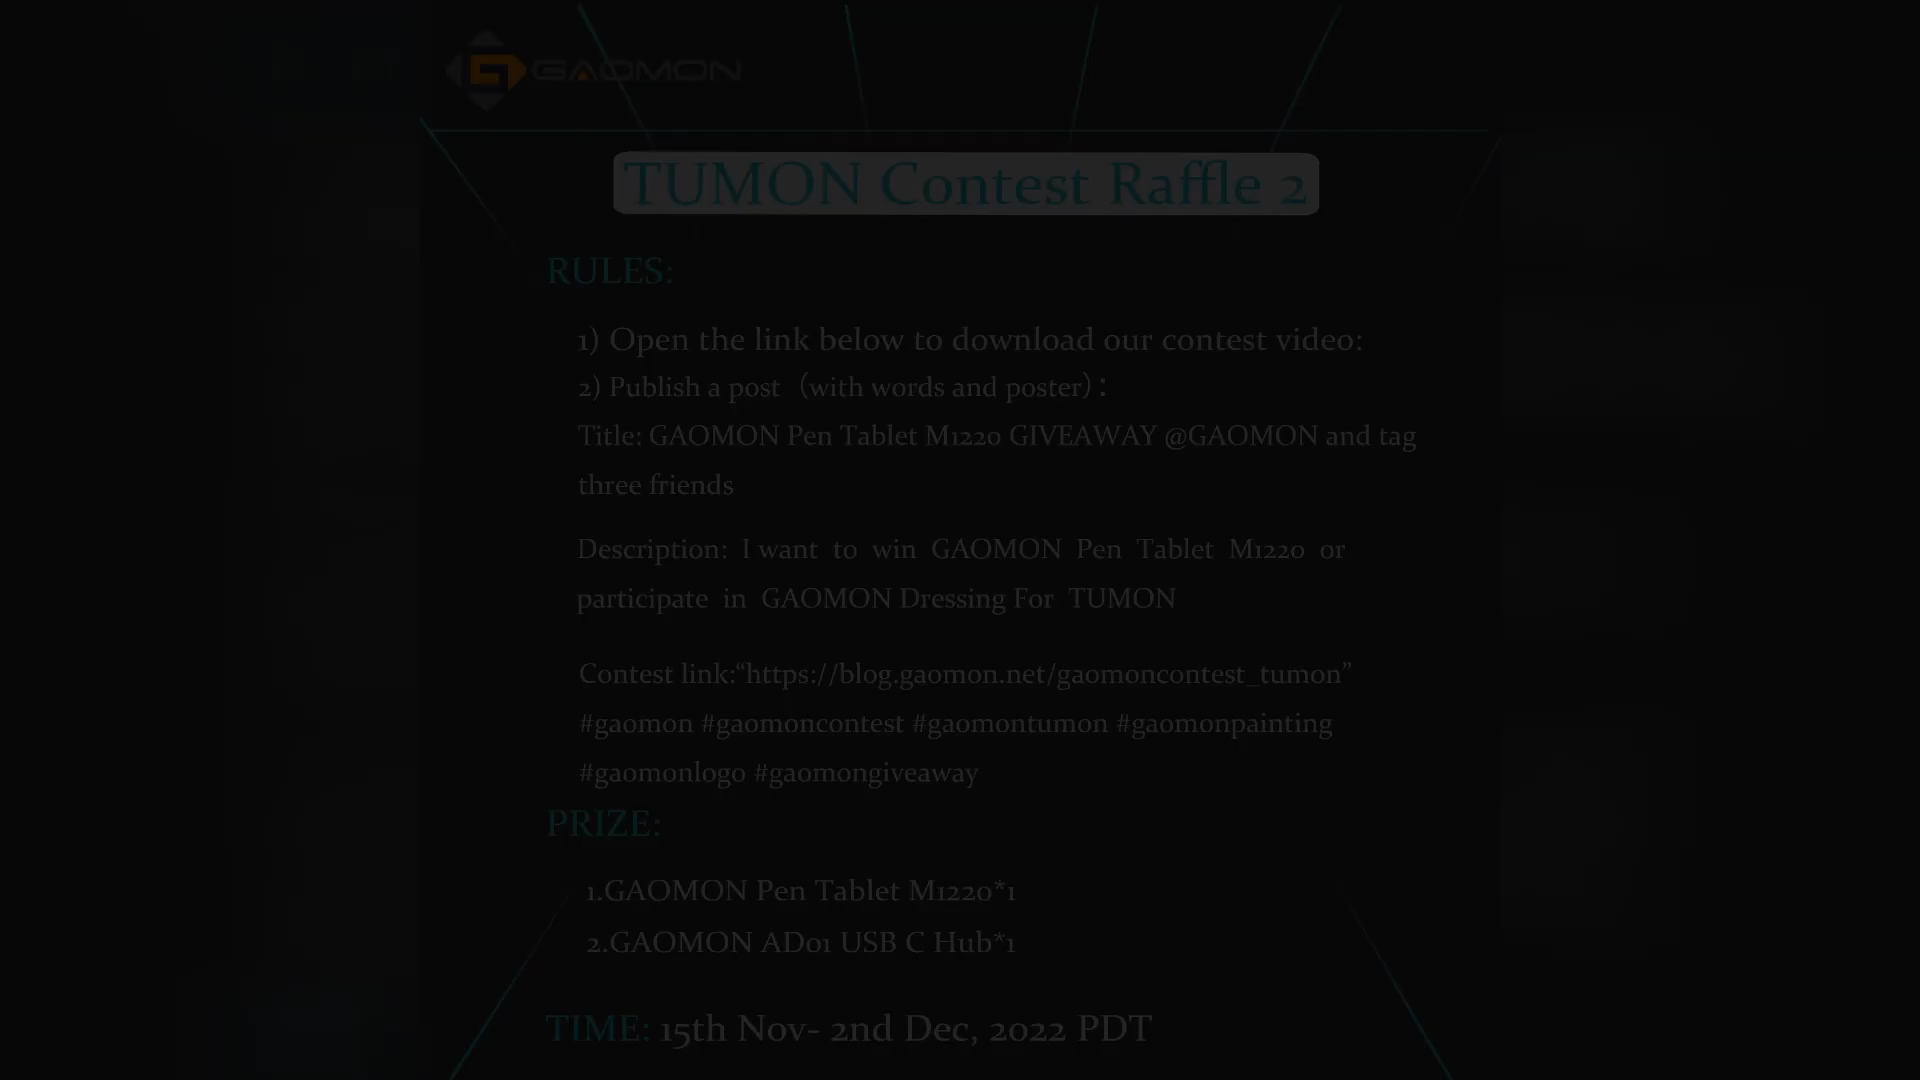 GAOMON
TUMON Contest Raffle 2
RULES:
1) Open the link below to download our contest video:
2) Publish a post（with words and poster）:
Title: GAOMON Pen Tablet M1220 GIVEAWAY @GAOMON and tag
three friends
Description: I want to win GAOMON Pen Tablet M1220 or
participate in GAOMON Dressing For TUMON
Contest link:“https://blog.gaomon.net/gaomoncontest_tumon”
#gaomon #gaomoncontest #gaomontumon #gaomonpainting
#gaomonlogo #gaomongiveaway
PRIZE:
1.GAOMON Pen Tablet M1220*1
2.GAOMON AD01 USB C Hub*1
TIME: 15th Nov- 2nd Dec, 2022 PDT